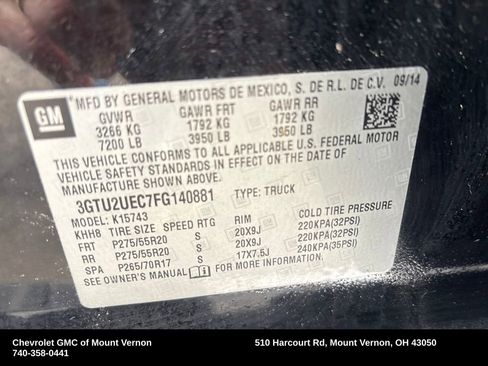 GM
MFD BY GENERAL MOTORS DE MEXICO, S. DE R.L. DE C.V. 09/14
GVWR GAWR FRT GAWR RR
3266 KG 1792 KG 1792 KG
7200 LB 3950 LB 3950 LB
THIS VEHICLE CONFORMS TO ALL APPLICABLE U.S. FEDERAL MOTOR
VEHICLE SAFETY STANDARDS IN EFFECT ON THE DATE OF
MANUFACTURE SHOWN ABOVE.
3GTU2UEC7FG140881 TYPE: TRUCK
MODEL: K15743
KHH8 TIRE SIZE SPEED RTG RIM COLD TIRE PRESSURE
FRT P275/55R20 S 20X9J 220KPA(32PSI)
RR P275/55R20 S 20X9J 220KPA(32PSI)
SPA P265/70R17 S 17X7.5J 240KPA(35PSI)
SEE OWNER'S MANUAL FOR MORE INFORMATION.
Chevrolet GMC of Mount Vernon 510 Harcourt Rd, Mount Vernon, OH 43050
740-358-0441